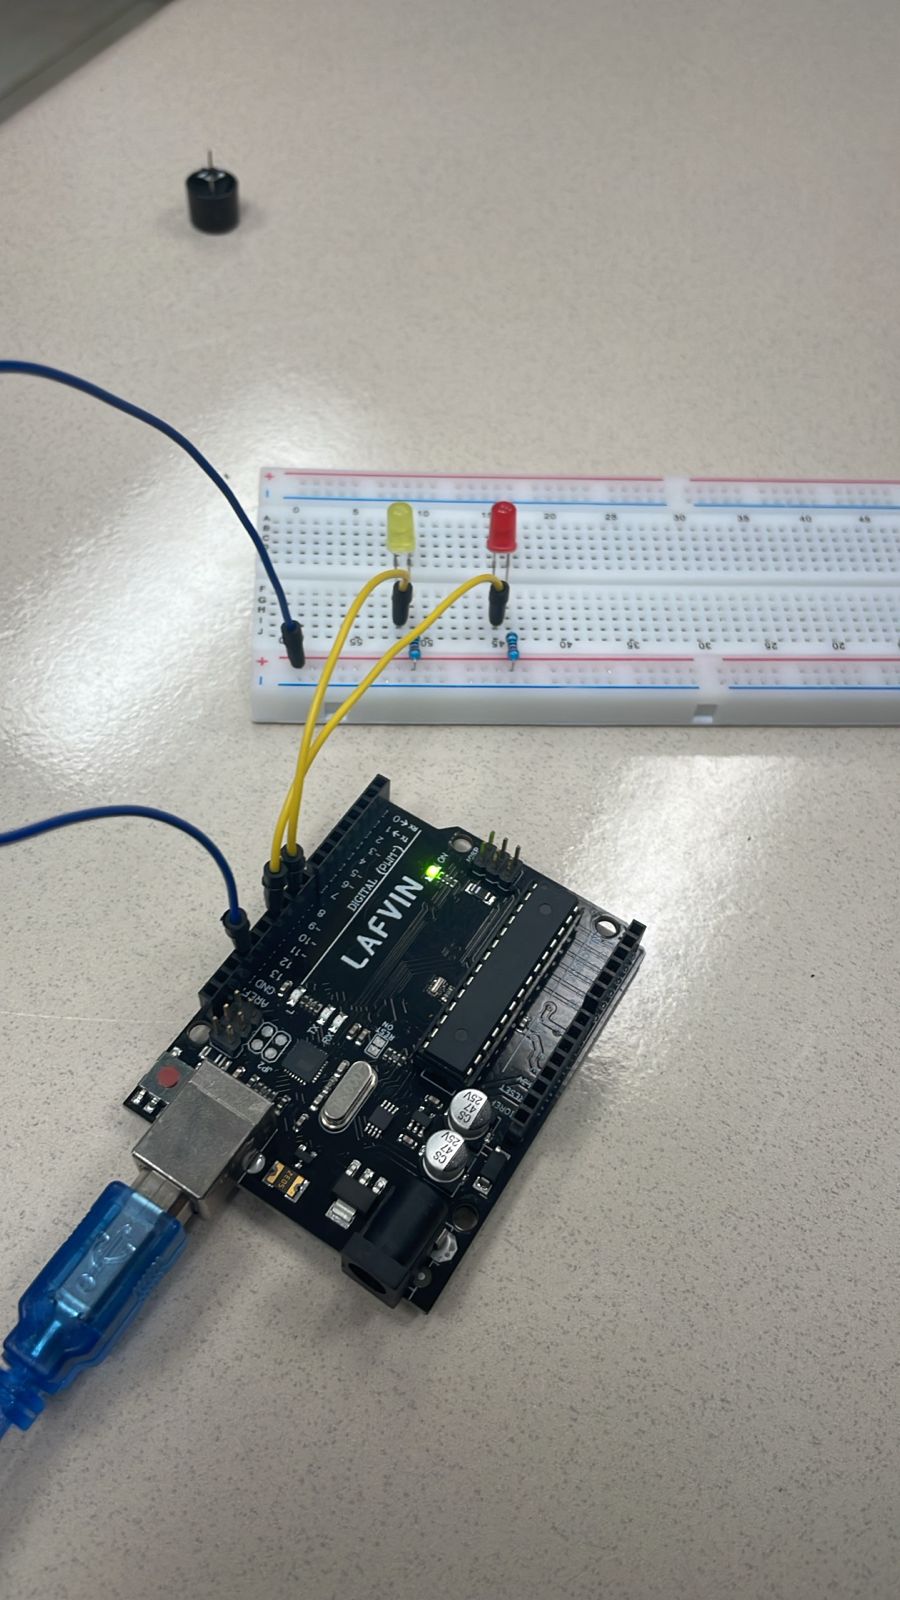 +
-
0 5 10 15 20 25 30 35 40 45
A
B
C
F
G
H
J
55 50 45 40 35 30 25
+
-
RX←0
TX→1
2
3
4
5
6
7
8
~9
~10
~11
12
13
GND
AREF
DIGITAL (PWM~)
LAFVIN
ON
TX
RX
JP2
RESET
CS
47
25V
CS
47
25V